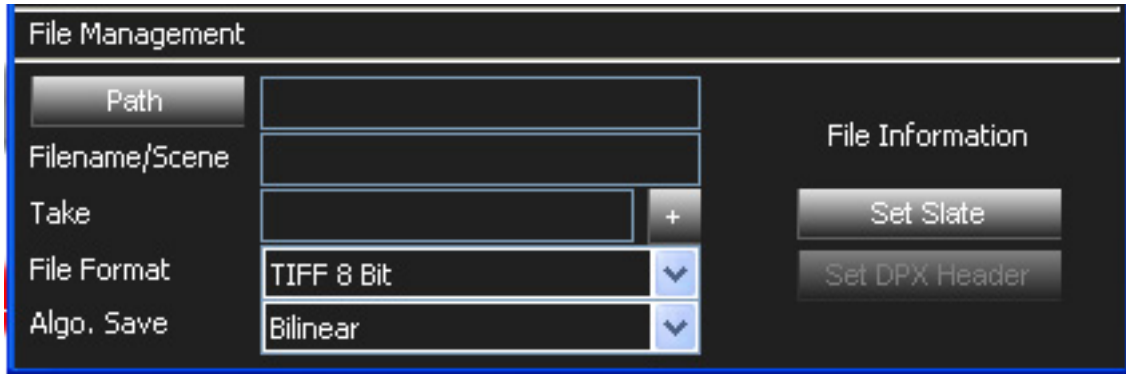 File Management
Path
Filename/Scene
File Information
Take
+
Set Slate
File Format
TIFF 8 Bit
Set DPX Header
Algo. Save
Bilinear